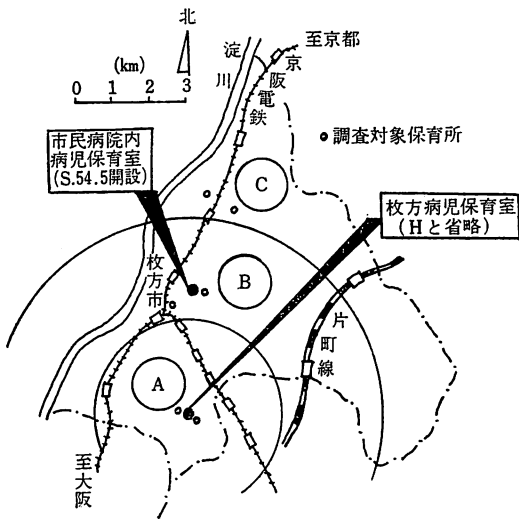 北
(km)
0 1 2 3
淀川
至京都
京阪電鉄
調査対象保育所
市民病院内
病児保育室
(S.54.5開設)
C
枚方病児保育室
(Hと省略)
枚方市
B
片町線
A
至大阪